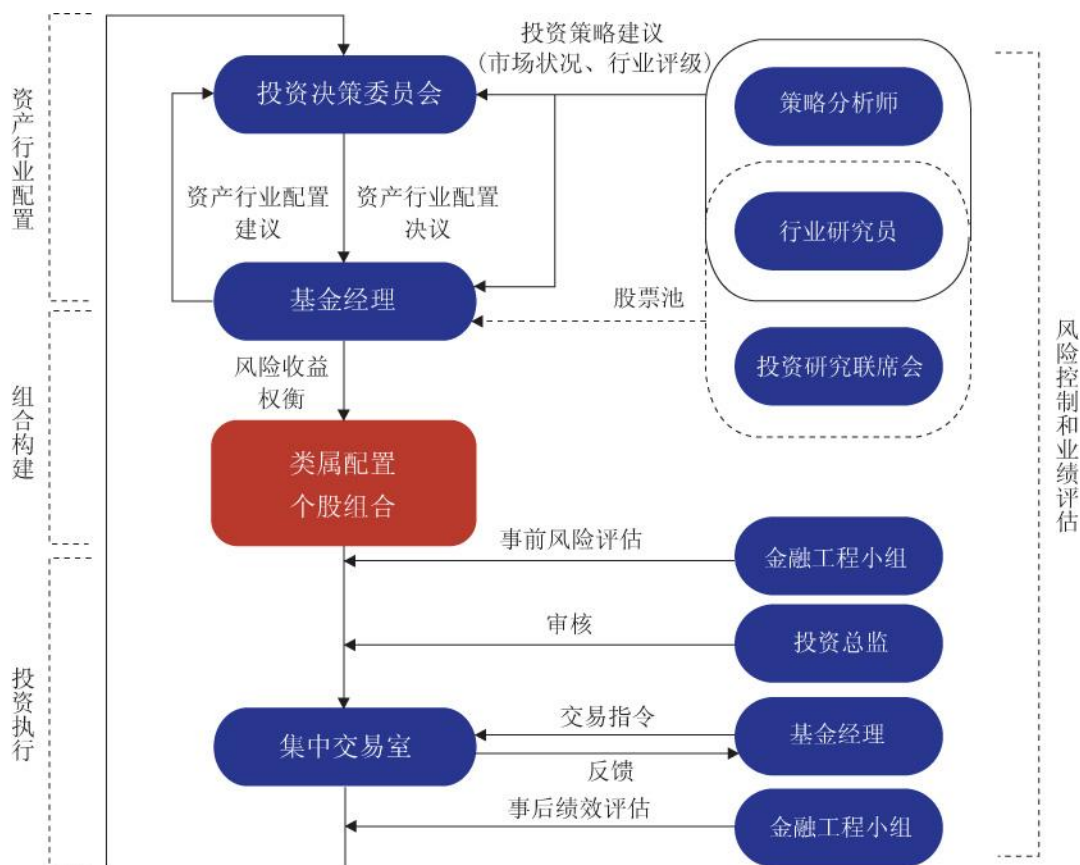 投资策略建议
(市场状况、行业评级)
投资决策委员会
策略分析师
资产行业配置
资产行业配置
建议
资产行业配置
决议
行业研究员
基金经理
股票池
投资研究联席会
风险收益
权衡
组合构建
类属配置
个股组合
风险控制和业绩评估
事前风险评估
金融工程小组
审核
投资总监
投资执行
集中交易室
交易指令
反馈
基金经理
事后绩效评估
金融工程小组